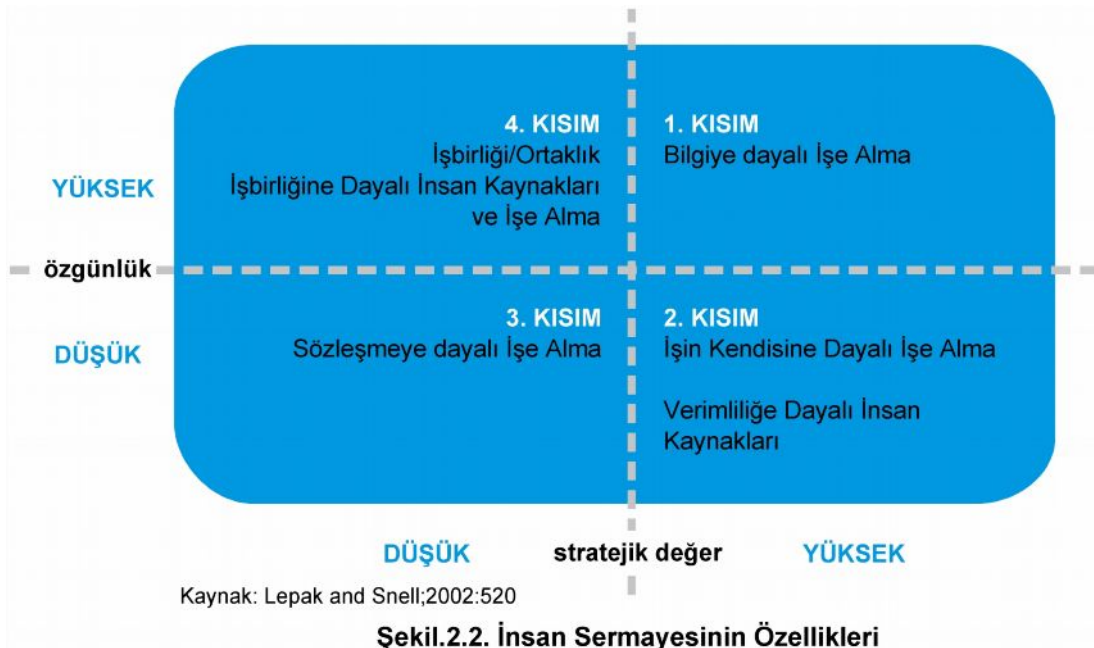 4. KISIM
İşbirliği/Ortaklık
İşbirliğine Dayalı İnsan Kaynakları
ve İşe Alma
1. KISIM
Bilgiye dayalı İşe Alma
YÜKSEK
özgünlük
DÜŞÜK
3. KISIM
Sözleşmeye dayalı İşe Alma
2. KISIM
İşin Kendisine Dayalı İşe Alma
Verimliliğe Dayalı İnsan
Kaynakları
DÜŞÜK
stratejik değer
YÜKSEK
Kaynak: Lepak and Snell;2002:520
Şekil.2.2. İnsan Sermayesinin Özellikleri